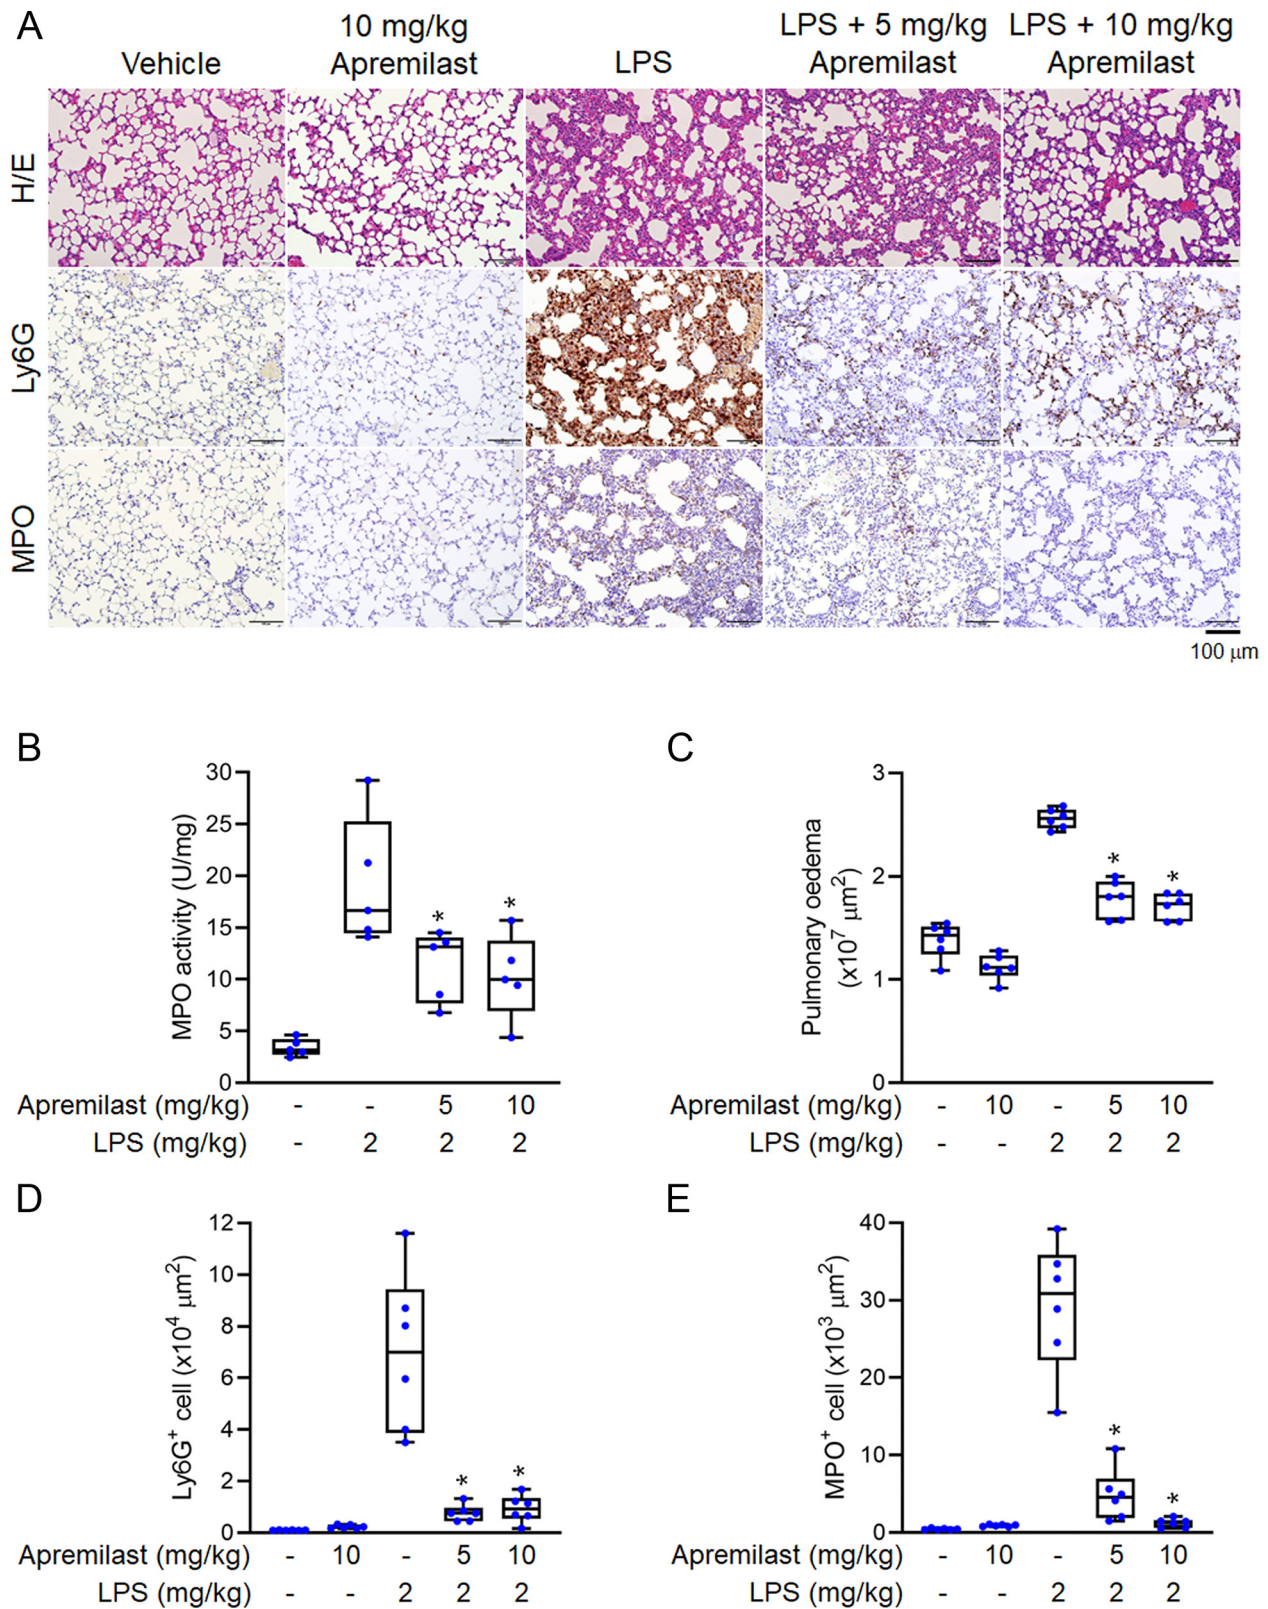 A
Vehicle
10 mg/kg
Apremilast
LPS
LPS + 5 mg/kg
Apremilast
LPS + 10 mg/kg
Apremilast
H/E
Ly6G
MPO
100 μm
B
MPO activity (U/mg)
30
25
20
15
10
5
0
* *
Apremilast (mg/kg) - - 5 10
LPS (mg/kg) - 2 2 2
C
Pulmonary oedema
(x10⁷ μm²)
3
2
1
0
* *
Apremilast (mg/kg) - 10 - 5 10
LPS (mg/kg) - - 2 2 2
D
Ly6G⁺ cell (x10⁴ μm²)
12
10
8
6
4
2
0
* *
Apremilast (mg/kg) - 10 - 5 10
LPS (mg/kg) - - 2 2 2
E
MPO⁺ cell (x10³ μm²)
40
30
20
10
0
* *
Apremilast (mg/kg) - 10 - 5 10
LPS (mg/kg) - - 2 2 2